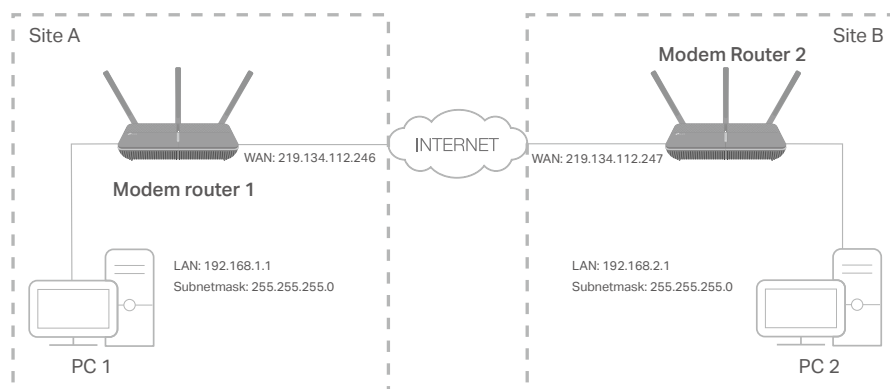 Site A
Site B
Modem Router 2
INTERNET
WAN: 219.134.112.246
WAN: 219.134.112.247
Modem router 1
LAN: 192.168.1.1
Subnetmask: 255.255.255.0
LAN: 192.168.2.1
Subnetmask: 255.255.255.0
PC 1
PC 2